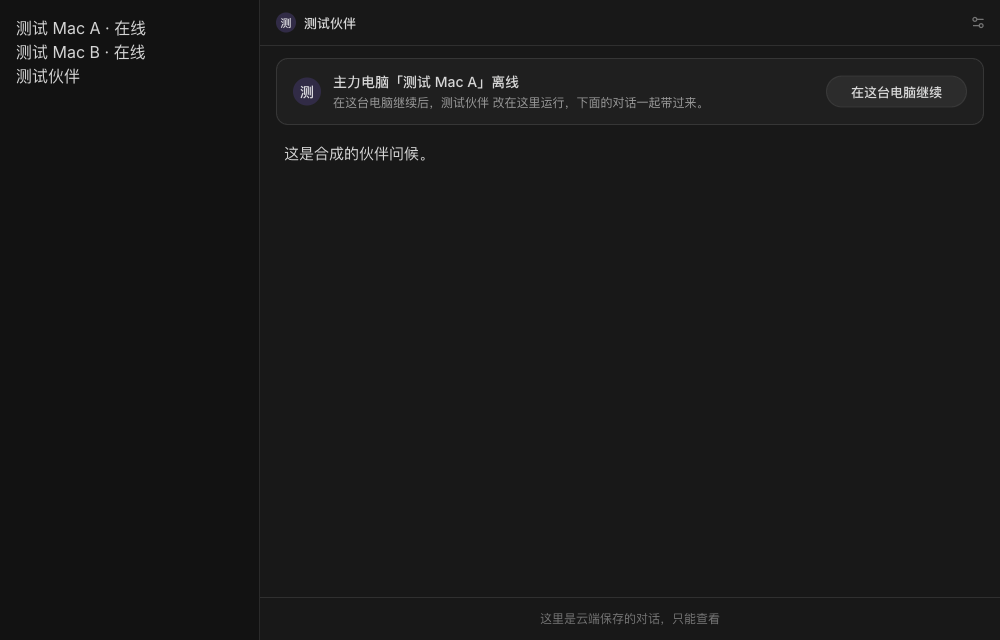 测试 Mac A · 在线
测试 Mac B · 在线
测试伙伴
测 测试伙伴
测
主力电脑「测试 Mac A」离线
在这台电脑继续后，测试伙伴 改在这里运行，下面的对话一起带过来。
在这台电脑继续
这是合成的伙伴问候。
这里是云端保存的对话，只能查看